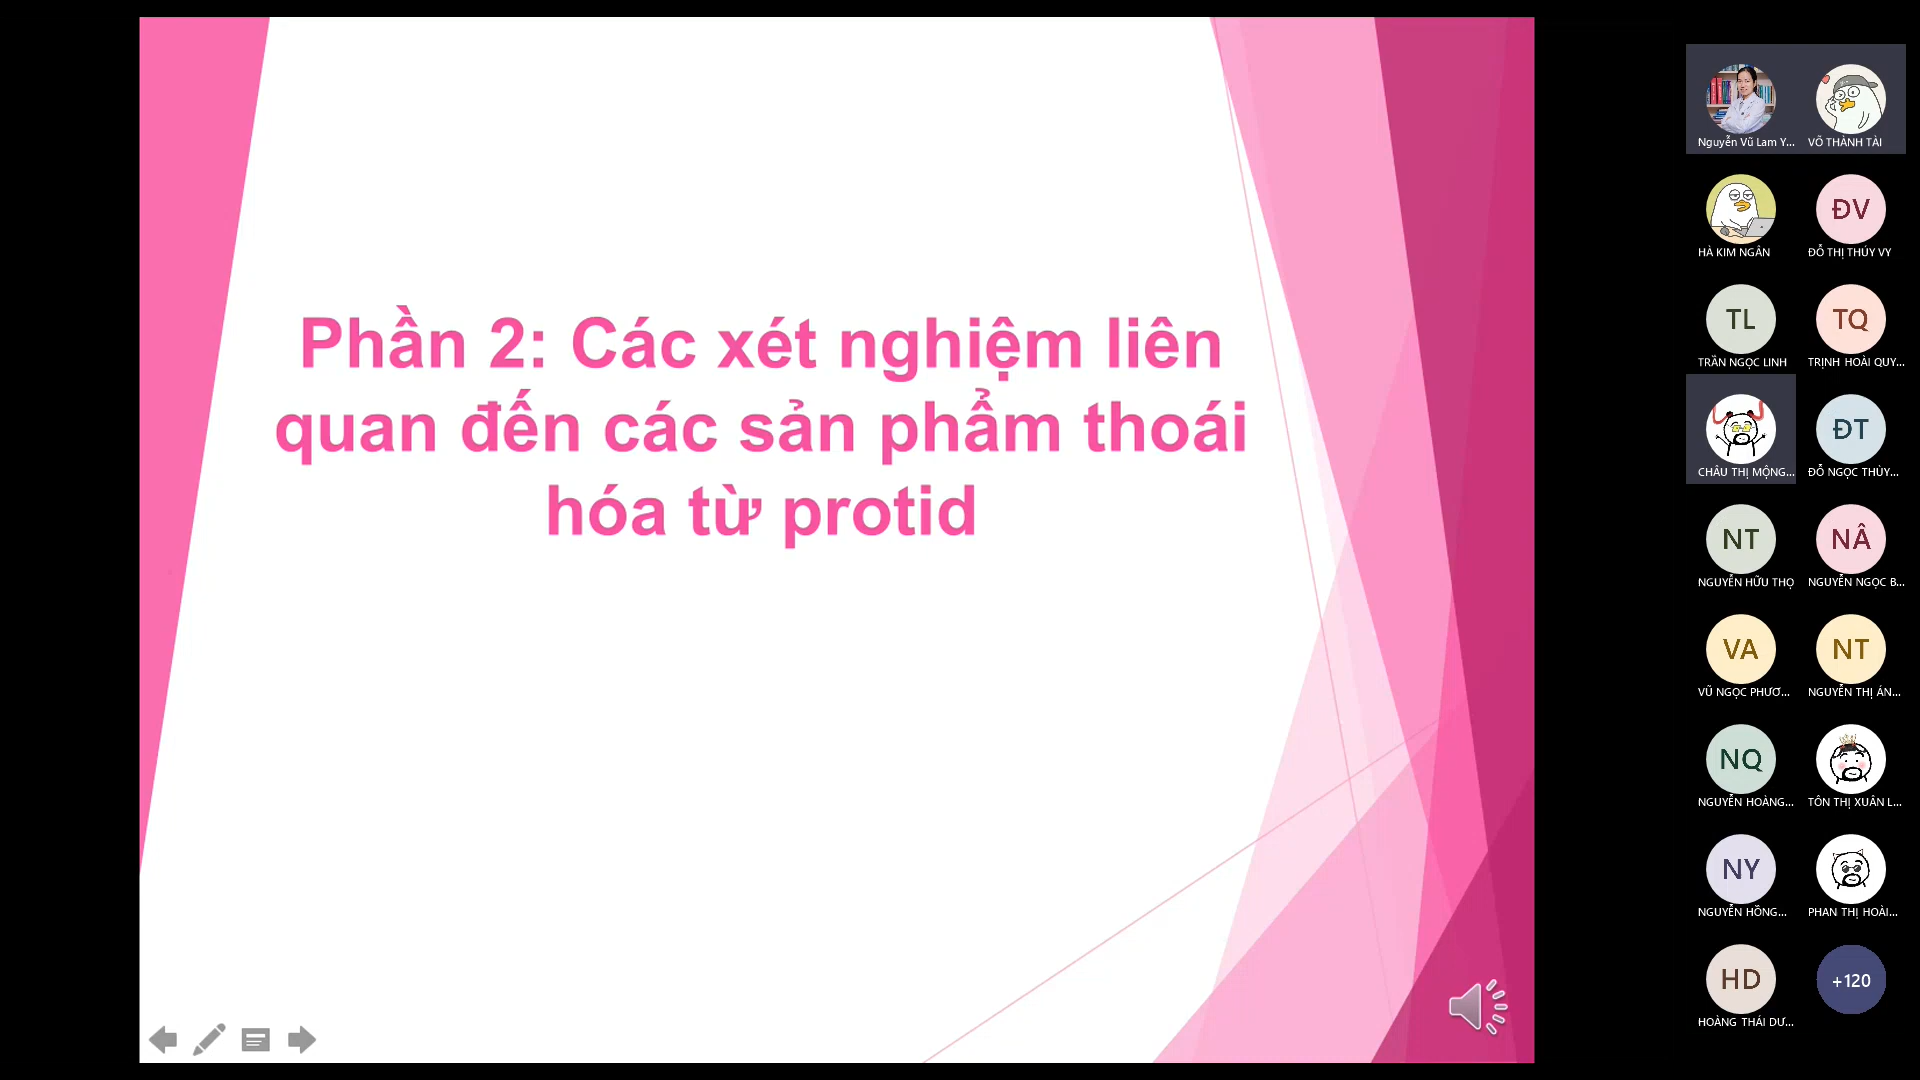 Phần 2: Các xét nghiệm liên
quan đến các sản phẩm thoái
hóa từ protid
Nguyễn Vũ Lam Y...
VÕ THÀNH TÀI
HÀ KIM NGÂN
ĐV
ĐỖ THỊ THÚY VY
TL
TRẦN NGỌC LINH
TQ
TRỊNH HOÀI QUY...
CHÂU THỊ MỘNG...
ĐT
ĐỖ NGỌC THÙY...
NT
NGUYỄN HỮU THỌ
NÂ
NGUYỄN NGỌC B...
VA
VŨ NGỌC PHƯƠ...
NT
NGUYỄN THỊ ÁN...
NQ
NGUYỄN HOÀNG...
TÔN THỊ XUÂN L...
NY
NGUYỄN HỒNG...
PHAN THỊ HOÀI...
HD
HOÀNG THÁI DƯ...
+120